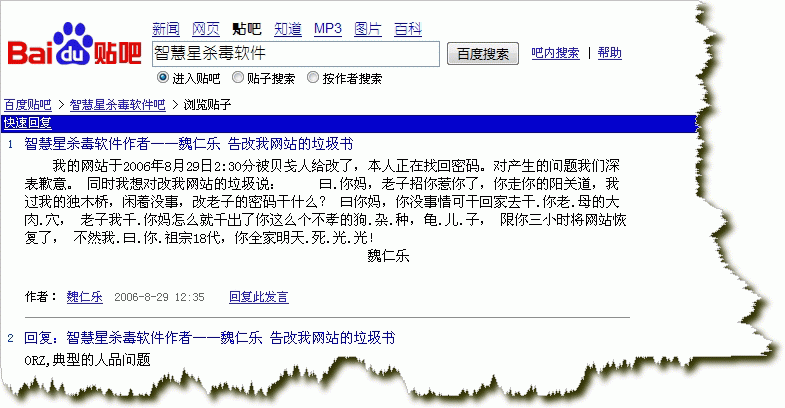 新闻 网页 贴吧 知道 MP3 图片 百科
Bai du 贴吧 智慧星杀毒软件 百度搜索 吧内搜索 | 帮助
进入贴吧 贴子搜索 按作者搜索
百度贴吧 > 智慧星杀毒软件吧 > 浏览贴子
快速回复
1 智慧星杀毒软件作者——魏仁乐 告改我网站的垃圾书
我的网站于2006年8月29日2:30分被贝戈人给改了，本人正在找回密码。对产生的问题我们深
表歉意。 同时我想对改我网站的垃圾说： 曰.你妈，老子招你惹你了，你走你的阳关道，我
过我的独木桥，闲着没事，改老子的密码干什么？ 曰你妈，你没事情可干回家去干.你老.母的大
肉.穴， 老子我千.你妈怎么就千出了你这么个不孝的狗.杂.种，龟.儿.子， 限你三小时将网站恢
复了， 不然我.曰.你.祖宗18代，你全家明天.死.光.光！
魏仁乐
作者： 魏仁乐 2006-8-29 12:35 回复此发言
2 回复：智慧星杀毒软件作者——魏仁乐 告改我网站的垃圾书
ORZ,典型的人品问题